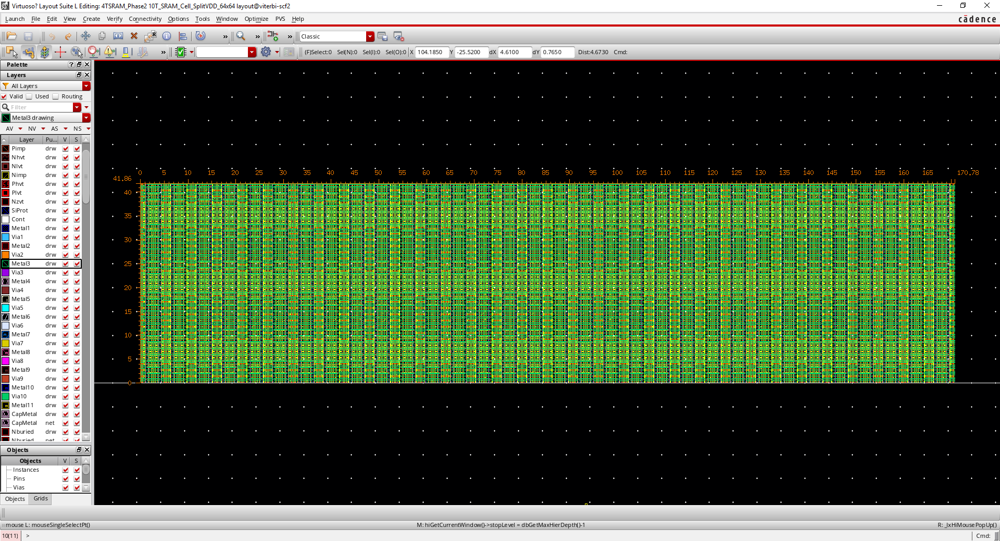 Virtuoso? Layout Suite L Editing: 4TSRAM_Phase2 10T_SRAM_Cell_SplitVDD_64x64 layout@viterbi-scf2
Launch File Edit View Create Verify Connectivity Options Tools Window Optimize PVS Help
cādence
» » » Classic
» (F)Select:0 Sel(N):0 Sel(I):0 Sel(O):0 X 104.1850 Y -25.5200 dX 4.6100 dY 0.7650 Dist:4.6730 Cmd:
Palette
Layers
All Layers
Valid Used Routing
Filter
Metal3 drawing
AV NV AS NS
Layer Pu... V S
Pimp drw
Nhvt drw
Nlvt drw
Nimp drw
Phvt drw
Plvt drw
Nzvt drw
SiProt drw
Cont drw
Metal1 drw
Via1 drw
Metal2 drw
Via2 drw
Metal3 drw
Via3 drw
Metal4 drw
Via4 drw
Metal5 drw
Via5 drw
Metal6 drw
Via6 drw
Metal7 drw
Via7 drw
Metal8 drw
Via8 drw
Metal9 drw
Via9 drw
Metal10 drw
Via10 drw
Metal11 drw
CapMetal drw
CapMetal net
Nburied drw
Nburied net
Objects
Objects V S
Instances
Pins
Vias
Objects Grids
0 5 10 15 20 25 30 35 40 45 50 55 60 65 70 75 80 85 90 95 100 105 110 115 120 125 130 135 140 145 150 155 160 165 170.78
41.86
40
35
30
25
20
15
10
5
0
mouse L: mouseSingleSelectPt() M: hiGetCurrentWindow()->stopLevel = dbGetMaxHierDepth()-1 R: _lxHiMousePopUp()
10(11) > Cmd: